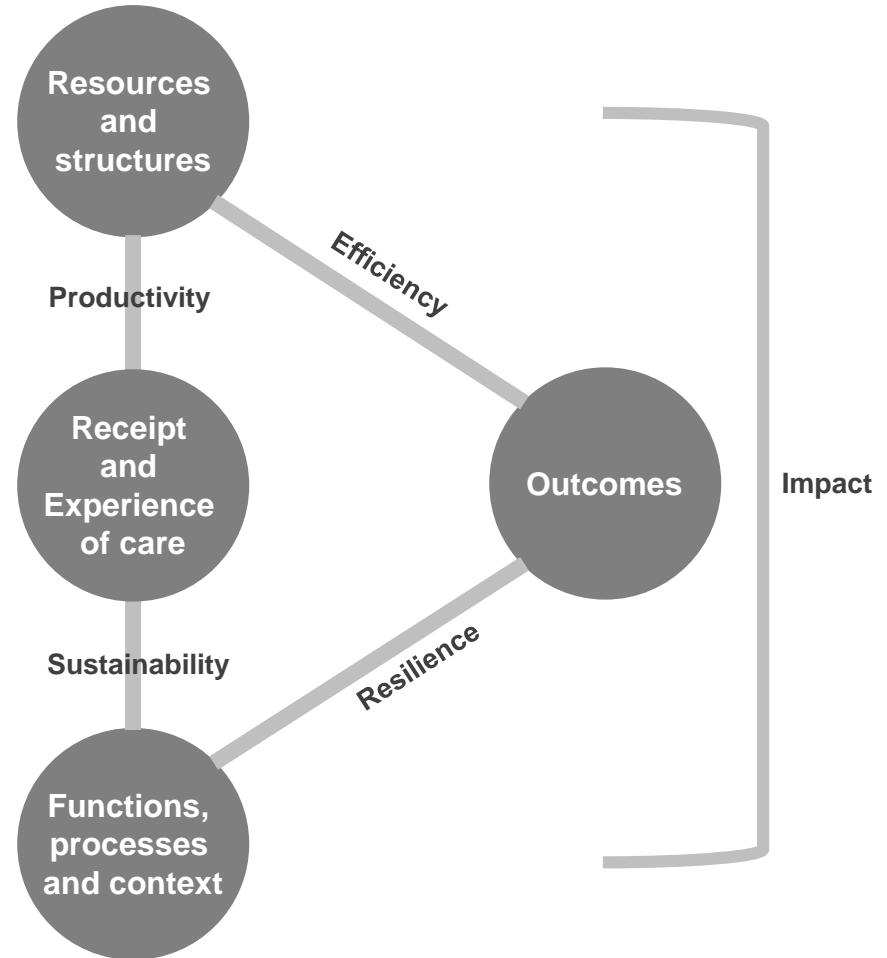 Resources
and
structures
Efficiency
Productivity
Receipt
and
Experience
of care
Outcomes
Impact
Sustainability
Resilience
Functions,
processes
and context